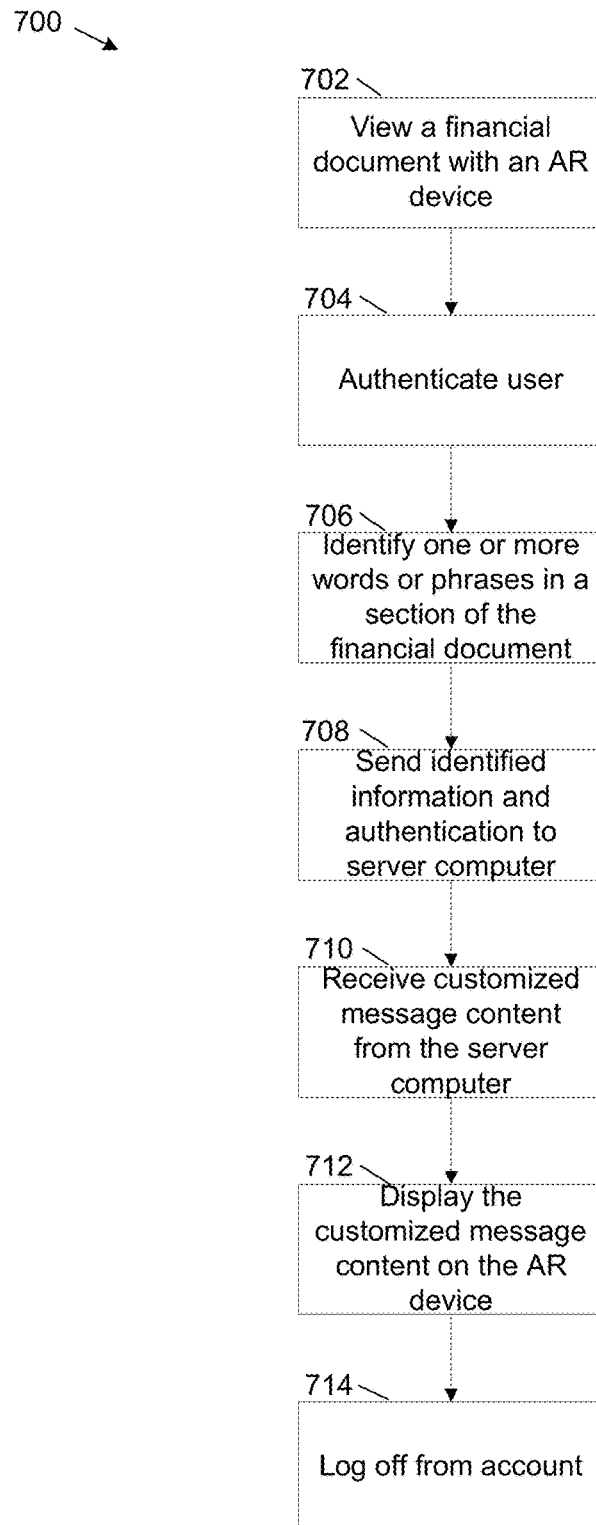 700
702
View a financial
document with an AR
device
704
Authenticate user
706
Identify one or more
words or phrases in a
section of the
financial document
708
Send identified
information and
authentication to
server computer
710
Receive customized
message content
from the server
computer
712
Display the
customized message
content on the AR
device
714
Log off from account